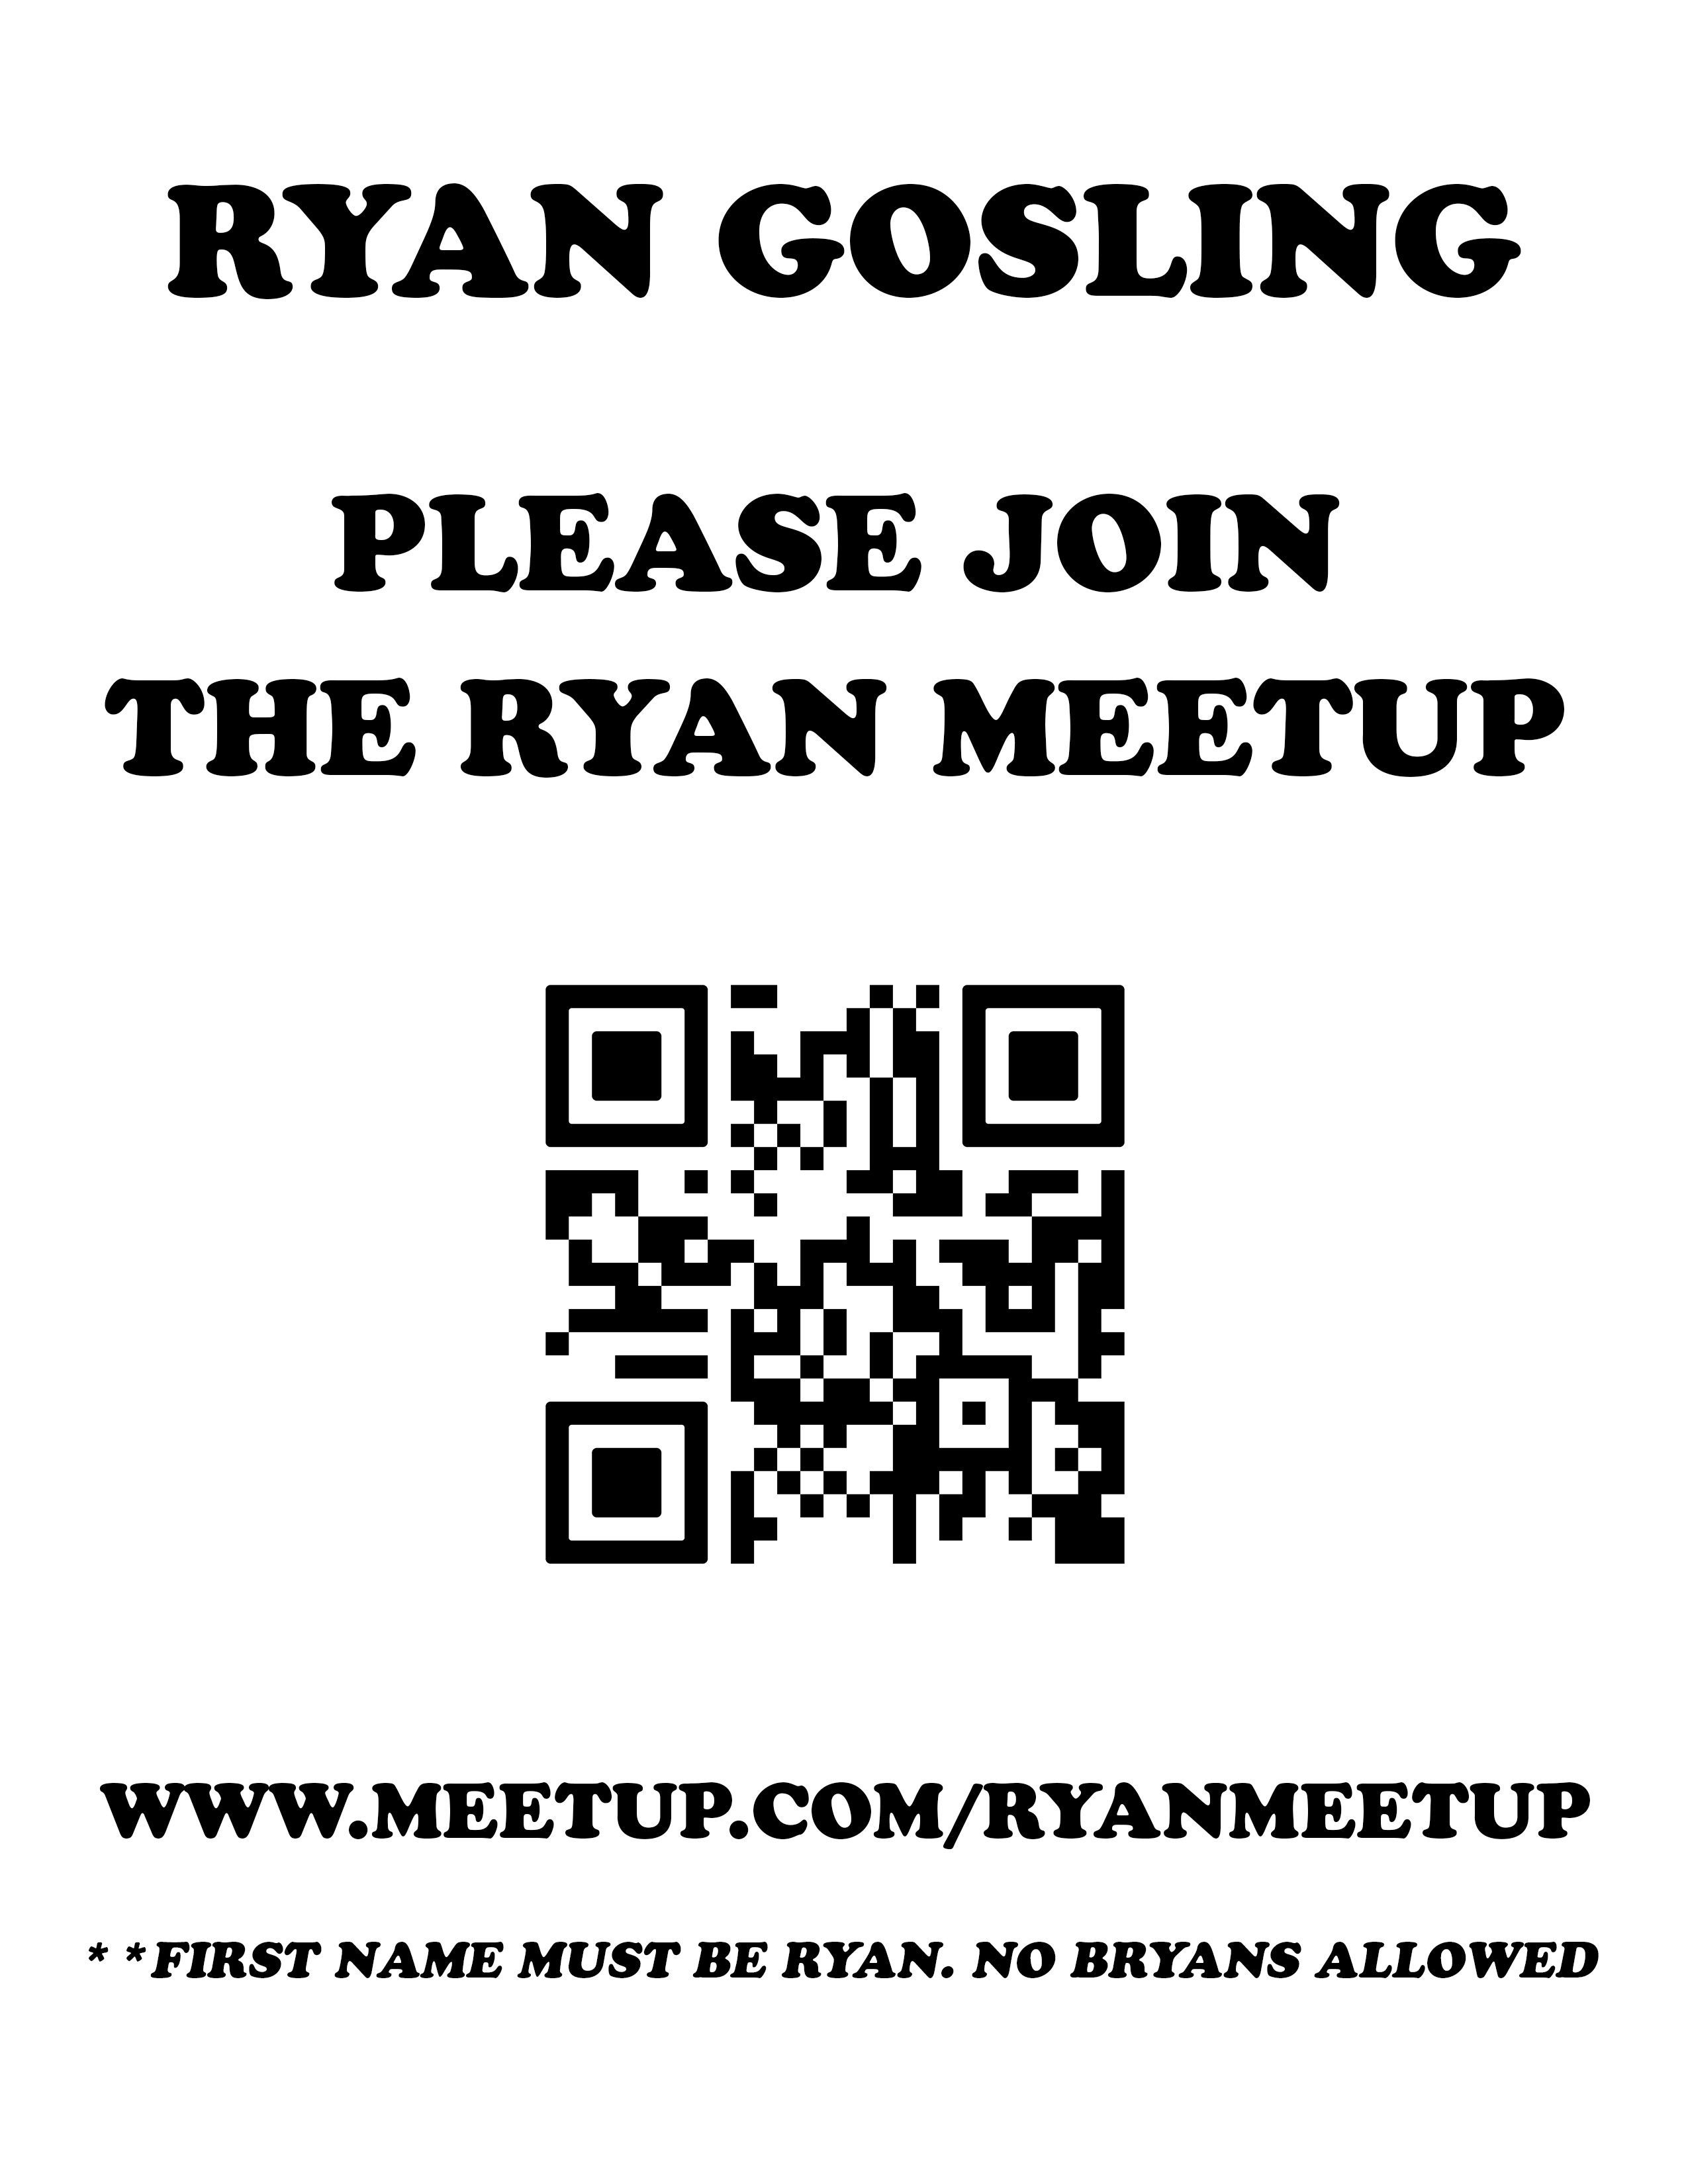 RYAN GOSLING
PLEASE JOIN
THE RYAN MEETUP
WWW.MEETUP.COM/RYANMEETUP
**FIRST NAME MUST BE RYAN. NO BRYANS ALLOWED